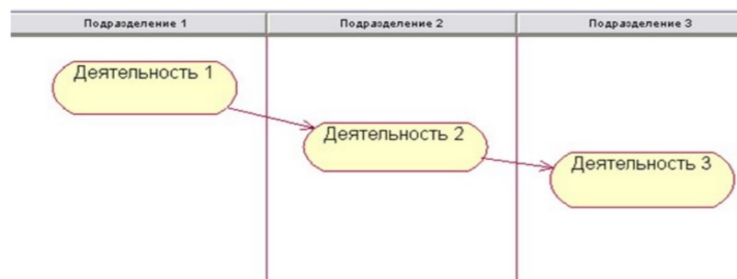 Подразделение 1
Подразделение 2
Подразделение 3
Деятельность 1
Деятельность 2
Деятельность 3